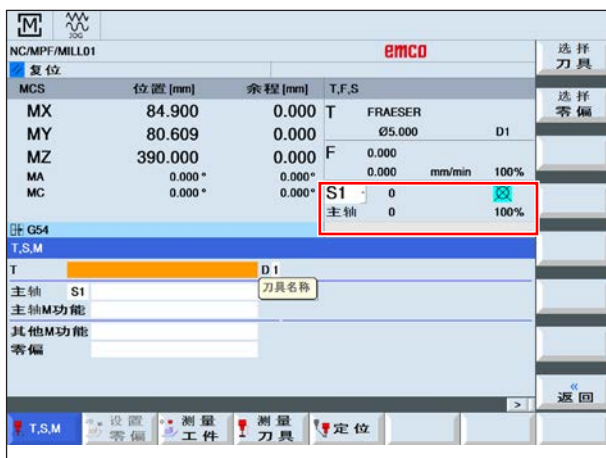 M JOG
NC/MPF/MILL01 emco
复位
MCS 位置 [mm] 余程 [mm] T,F,S
MX 84.900 0.000 T FRAESER
MY 80.609 0.000 Ø5.000 D1
MZ 390.000 0.000 F 0.000
MA 0.000 ° 0.000° 0.000 mm/min 100%
MC 0.000 ° 0.000° S1 0
主轴 0 100%
G54
T,S,M
T D 1
刀具名称
主轴 S1
主轴M功能
其他M功能
零偏
>
选择
刀具
选择
零偏
«
返回
T,S,M
设置
零偏
测量
工件
测量
刀具
定位